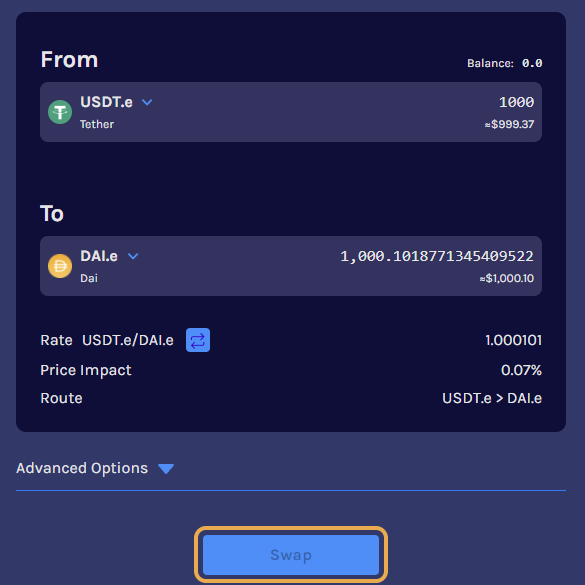 From
Balance: 0.0
USDT.e 1000
Tether ≈$999.37
To
DAI.e 1,000.1018771345409522
Dai ≈$1,000.10
Rate USDT.e/DAI.e 1.000101
Price Impact 0.07%
Route USDT.e > DAI.e
Advanced Options
Swap